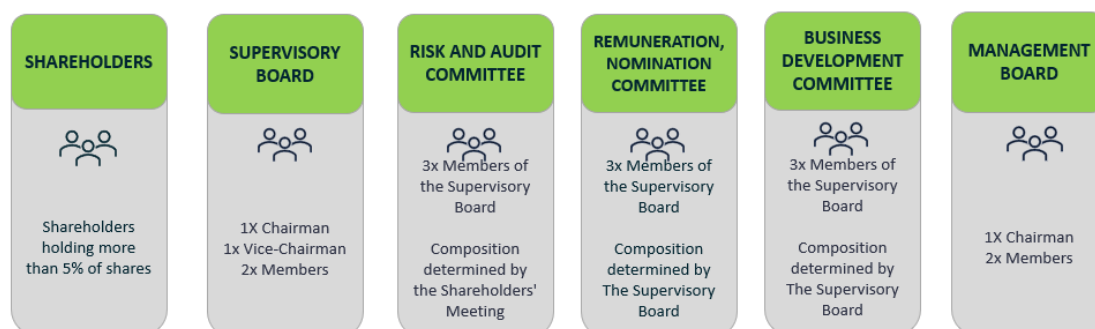 SHAREHOLDERS
Shareholders
holding more
than 5% of shares
SUPERVISORY
BOARD
1X Chairman
1x Vice-Chairman
2x Members
RISK AND AUDIT
COMMITTEE
3x Members of
the Supervisory
Board
Composition
determined by
the Shareholders'
Meeting
REMUNERATION,
NOMINATION
COMMITTEE
3x Members of
the Supervisory
Board
Composition
determined by
The Supervisory
Board
BUSINESS
DEVELOPMENT
COMMITTEE
3x Members of
the Supervisory
Board
Composition
determined by
The Supervisory
Board
MANAGEMENT
BOARD
1X Chairman
2x Members